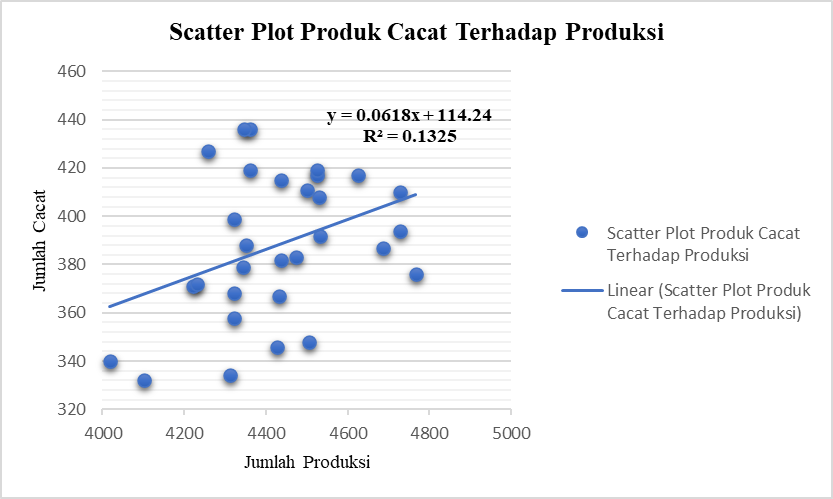 Scatter Plot Produk Cacat Terhadap Produksi
y = 0.0618x + 114.24
R² = 0.1325
460
440
420
400
380
360
340
320
Jumlah Cacat
4000 4200 4400 4600 4800 5000
Jumlah Produksi
Scatter Plot Produk Cacat
Terhadap Produksi
Linear (Scatter Plot Produk
Cacat Terhadap Produksi)